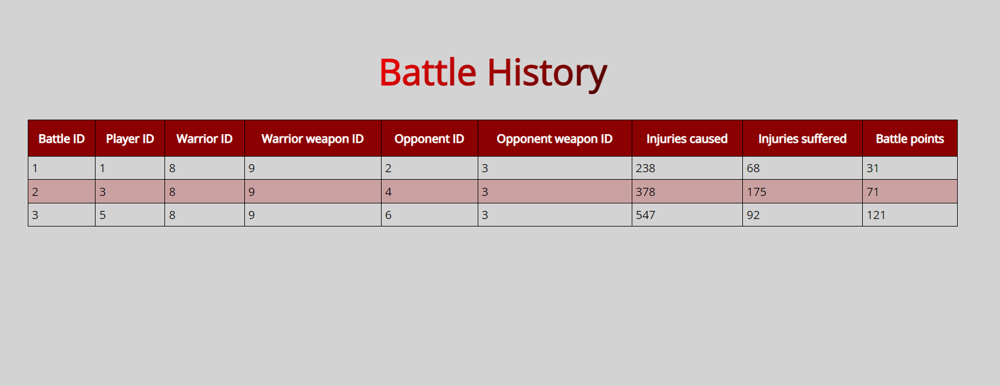 Battle History
Battle ID Player ID Warrior ID Warrior weapon ID Opponent ID Opponent weapon ID Injuries caused Injuries suffered Battle points
1 1 8 9 2 3 238 68 31
2 3 8 9 4 3 378 175 71
3 5 8 9 6 3 547 92 121